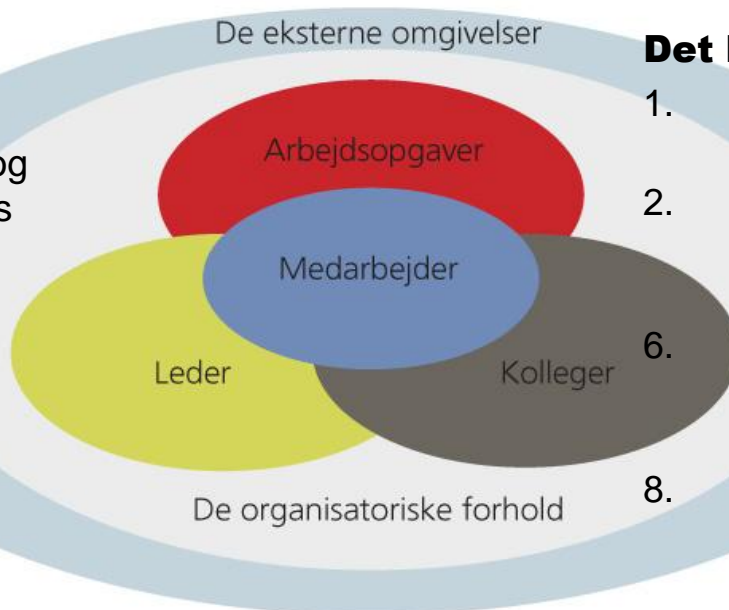 De eksterne omgivelser
Det
1.
Arbejdsopgaver
og
s
2.
Medarbejder
6.
Leder
Kolleger
8.
De organisatoriske forhold